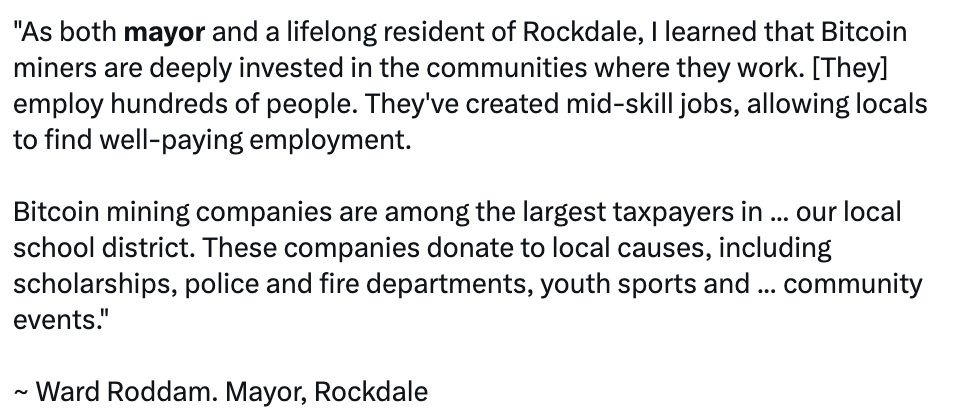 "As both mayor and a lifelong resident of Rockdale, I learned that Bitcoin
miners are deeply invested in the communities where they work. [They]
employ hundreds of people. They've created mid-skill jobs, allowing locals
to find well-paying employment.
Bitcoin mining companies are among the largest taxpayers in ... our local
school district. These companies donate to local causes, including
scholarships, police and fire departments, youth sports and ... community
events."
~ Ward Roddam. Mayor, Rockdale